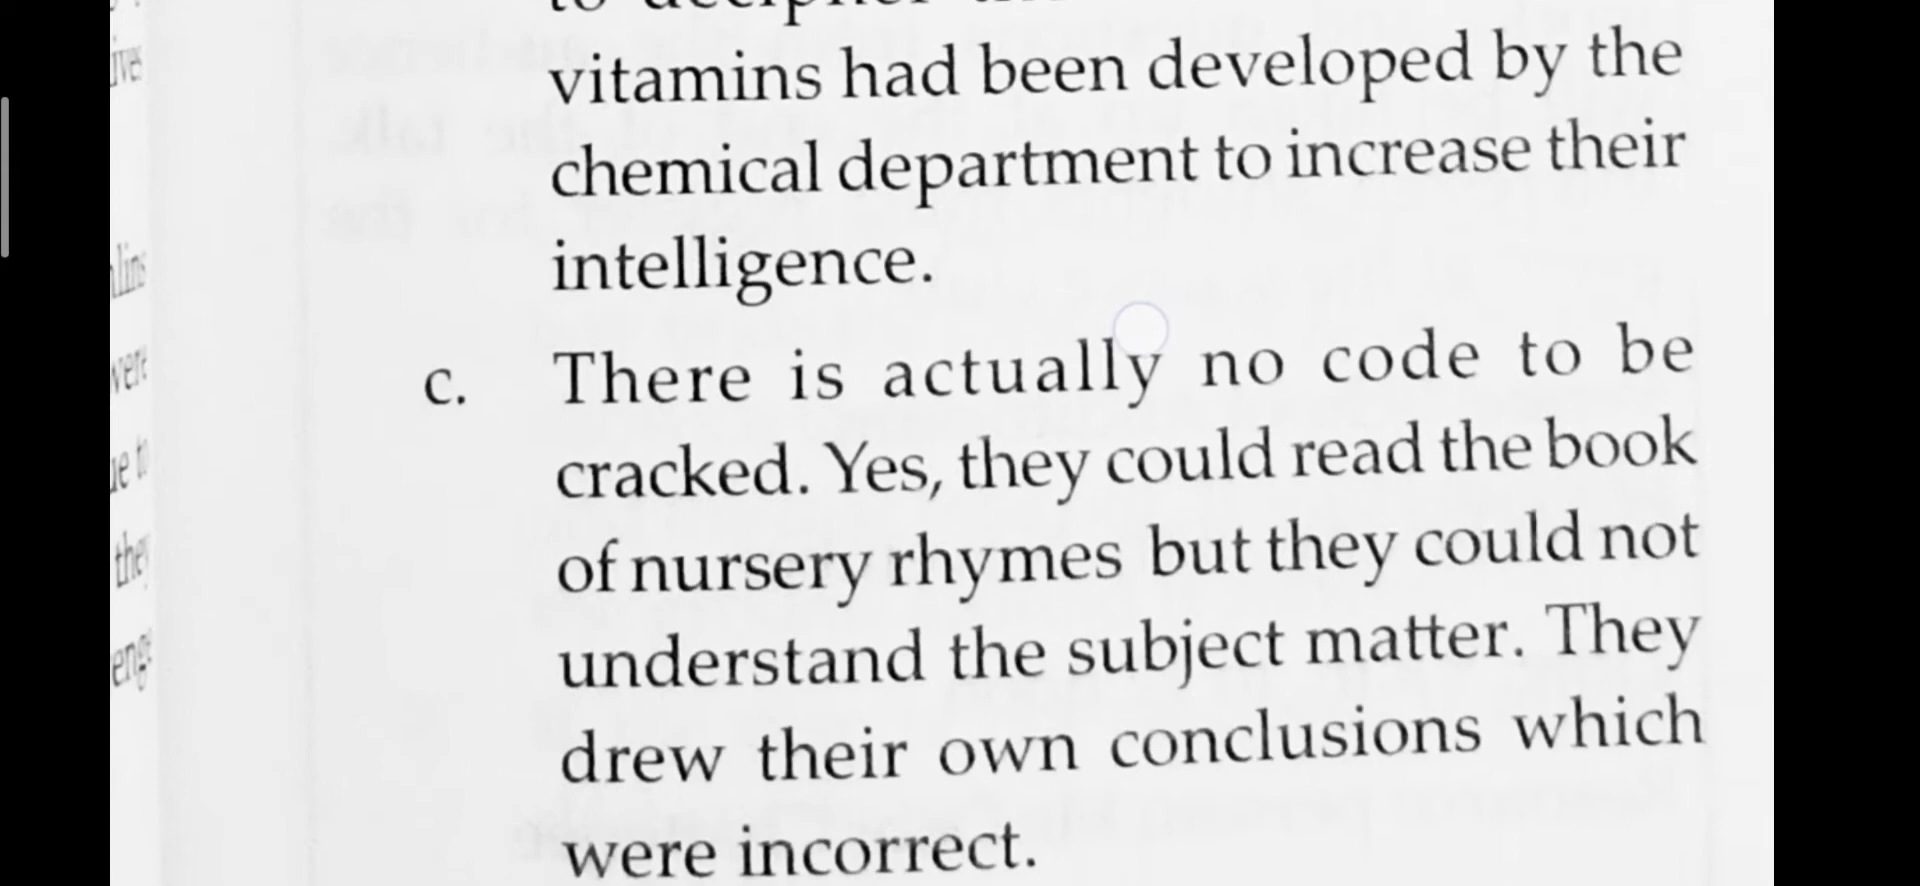 to decipher
vitamins had been developed by the
chemical department to increase their
intelligence.
c. There is actually no code to be
cracked. Yes, they could read the book
of nursery rhymes but they could not
understand the subject matter. They
drew their own conclusions which
were incorrect.